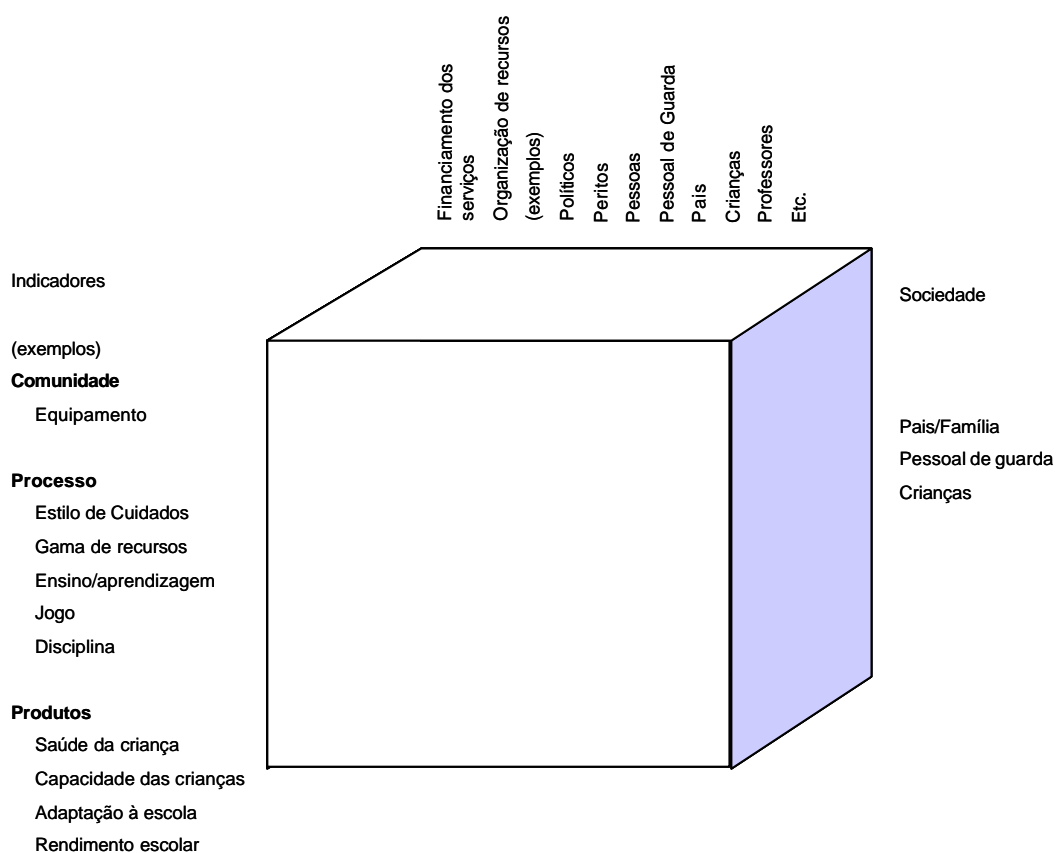 Financiamento dos
serviços
Organização de recursos
(exemplos)
Políticos
Peritos
Pessoas
Pessoal de Guarda
Pais
Crianças
Professores
Etc.
Indicadores
(exemplos)
Comunidade
Equipamento
Processo
Estilo de Cuidados
Gama de recursos
Ensino/aprendizagem
Jogo
Disciplina
Produtos
Saúde da criança
Capacidade das crianças
Adaptação à escola
Rendimento escolar
Sociedade
Pais/Família
Pessoal de guarda
Crianças